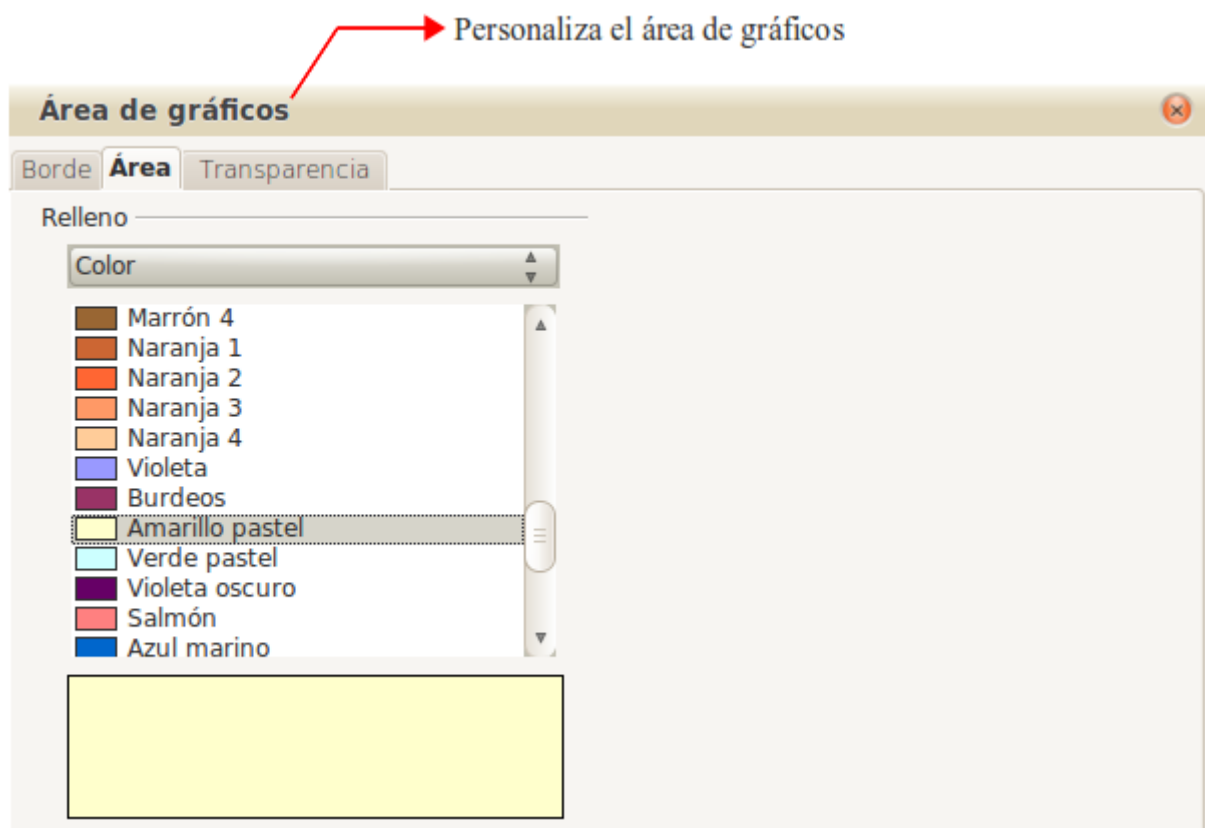 Personaliza el área de gráficos
Área de gráficos
Borde Área Transparencia
Relleno
Color
Marrón 4
Naranja 1
Naranja 2
Naranja 3
Naranja 4
Violeta
Burdeos
Amarillo pastel
Verde pastel
Violeta oscuro
Salmón
Azul marino